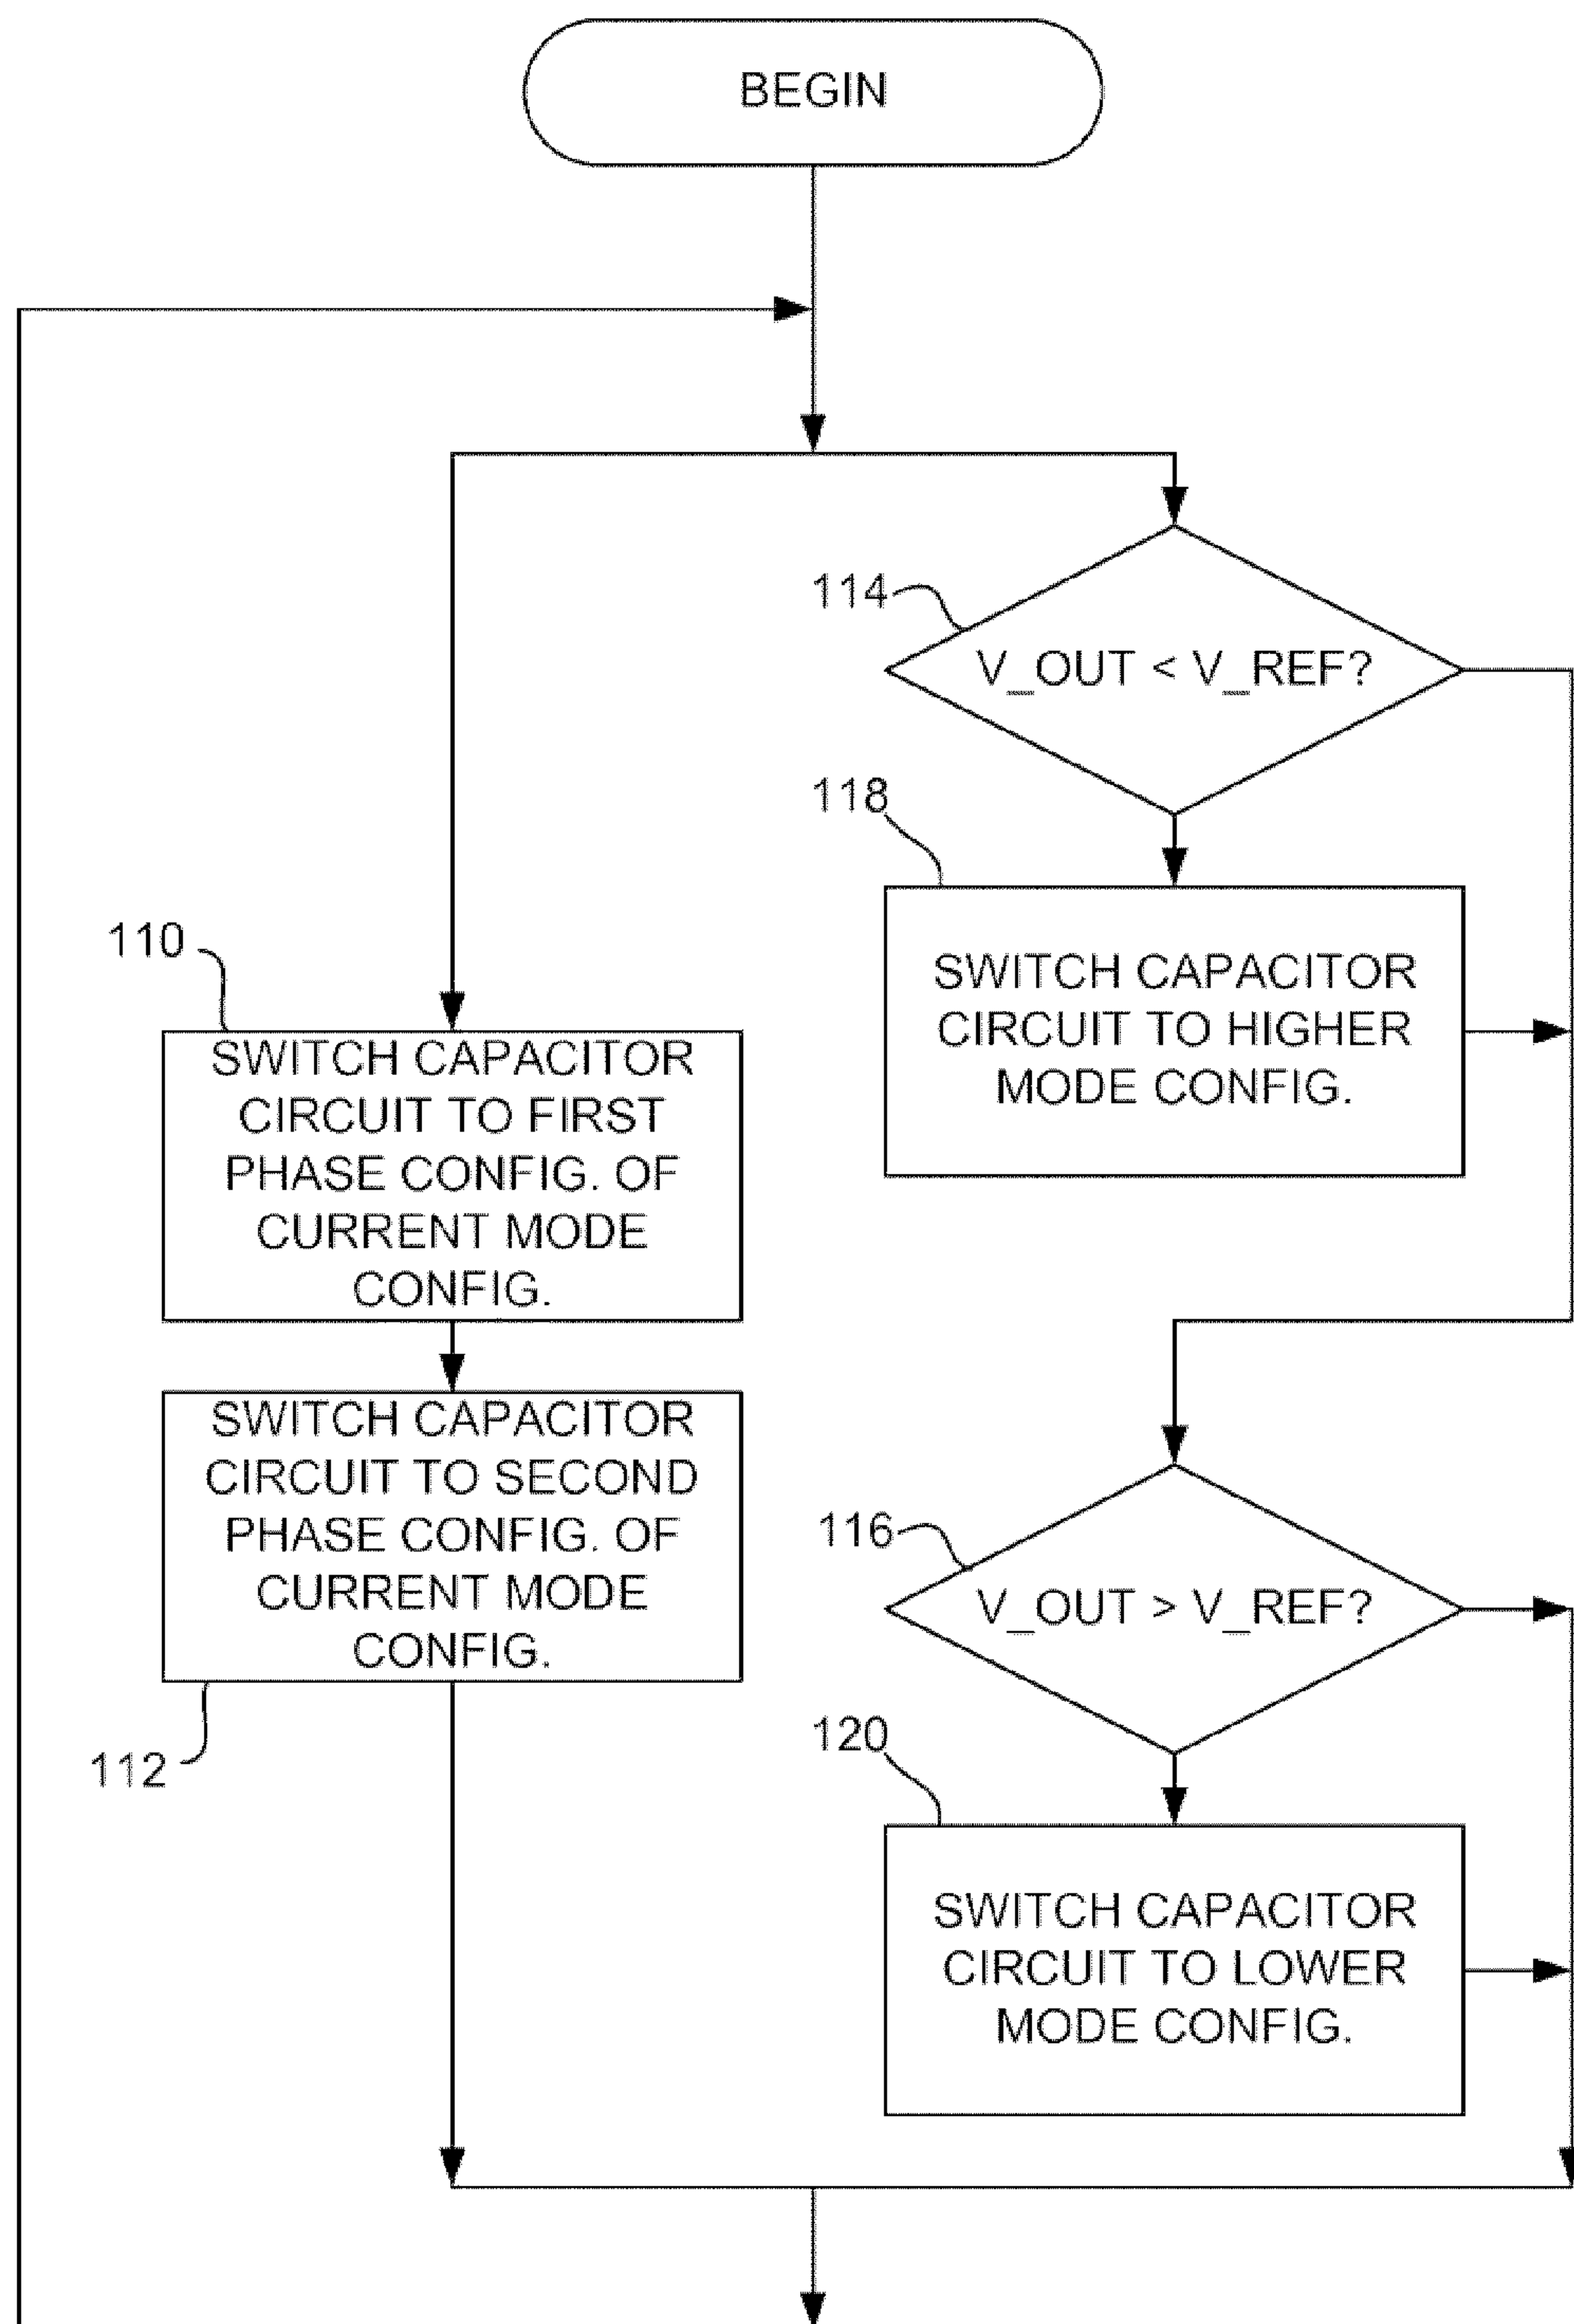 BEGIN
114
V_OUT < V_REF?
118
SWITCH CAPACITOR
CIRCUIT TO HIGHER
MODE CONFIG.
110
SWITCH CAPACITOR
CIRCUIT TO FIRST
PHASE CONFIG. OF
CURRENT MODE
CONFIG.
SWITCH CAPACITOR
CIRCUIT TO SECOND
PHASE CONFIG. OF
CURRENT MODE
CONFIG.
112
116
V_OUT > V_REF?
120
SWITCH CAPACITOR
CIRCUIT TO LOWER
MODE CONFIG.